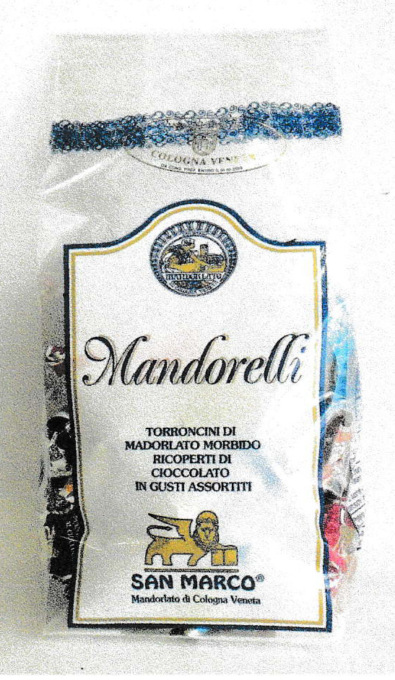 COLOGNA VENETA
Mandorelli
TORRONCINI DI
MADORLATO MORBIDO
RICOPERTI DI
CIOCCOLATO
IN GUSTI ASSORTITI
SAN MARCO®
Mandorlato di Cologna Veneta